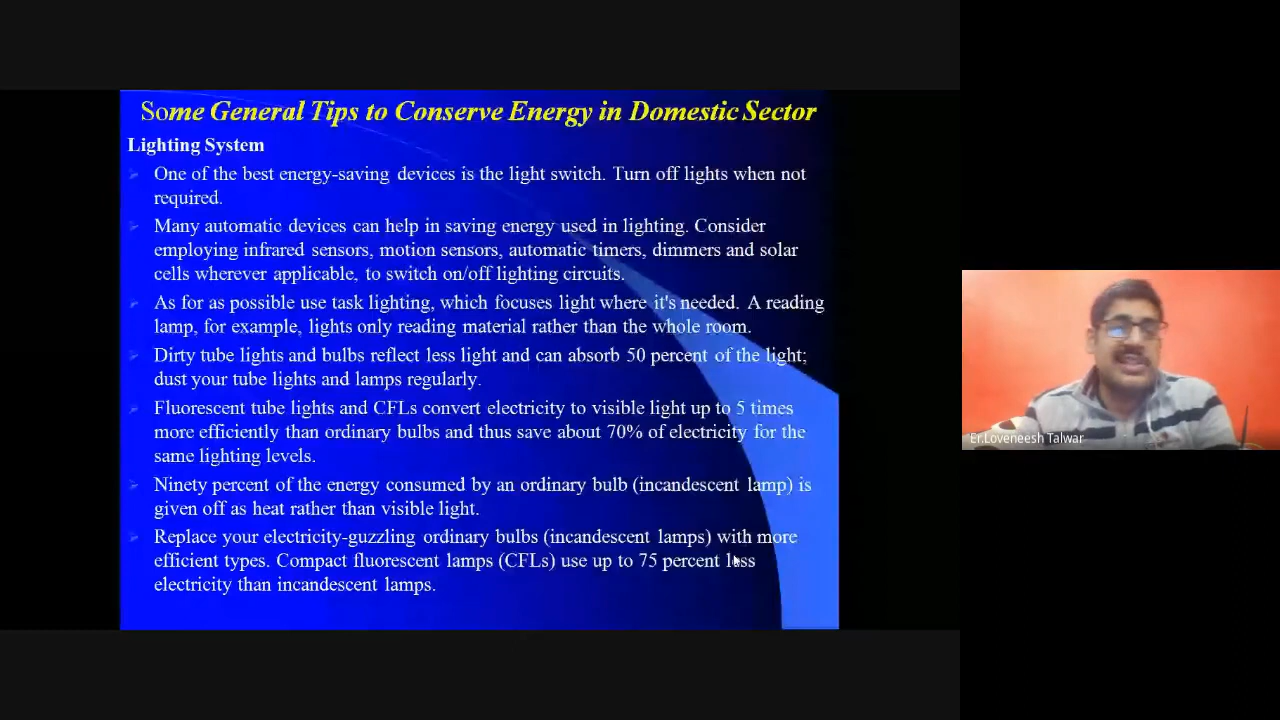 Some General Tips to Conserve Energy in Domestic Sector
Lighting System
One of the best energy-saving devices is the light switch. Turn off lights when not
required.
Many automatic devices can help in saving energy used in lighting. Consider
employing infrared sensors, motion sensors, automatic timers, dimmers and solar
cells wherever applicable, to switch on/off lighting circuits.
As for as possible use task lighting, which focuses light where it's needed. A reading
lamp, for example, lights only reading material rather than the whole room.
Dirty tube lights and bulbs reflect less light and can absorb 50 percent of the light;
dust your tube lights and lamps regularly.
Fluorescent tube lights and CFLs convert electricity to visible light up to 5 times
more efficiently than ordinary bulbs and thus save about 70% of electricity for the
same lighting levels.
Ninety percent of the energy consumed by an ordinary bulb (incandescent lamp) is
given off as heat rather than visible light.
Replace your electricity-guzzling ordinary bulbs (incandescent lamps) with more
efficient types. Compact fluorescent lamps (CFLs) use up to 75 percent less
electricity than incandescent lamps.
Er.Loveneesh Talwar